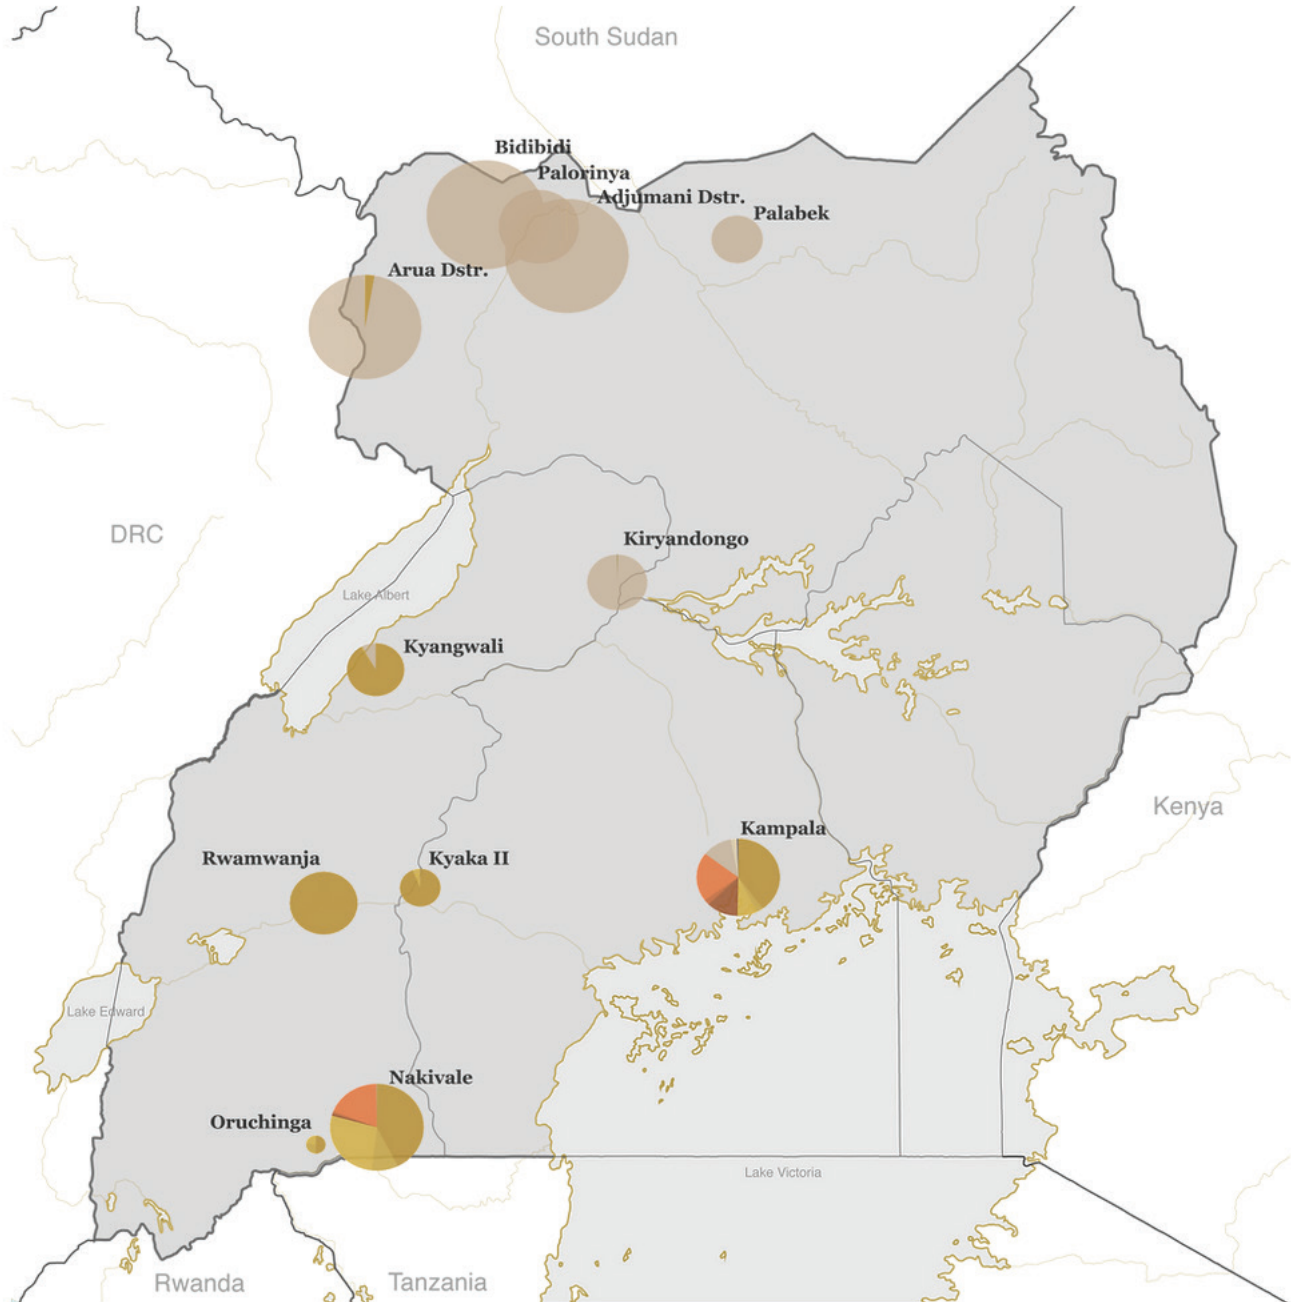 South Sudan
Bidibidi
Palorinya
Adjumani Dstr.
Palabek
Arua Dstr.
DRC
Kiryandongo
Lake Albert
Kyangwali
Kenya
Kampala
Rwamwanja
Kyaka II
Lake Edward
Nakivale
Oruchinga
Lake Victoria
Rwanda
Tanzania